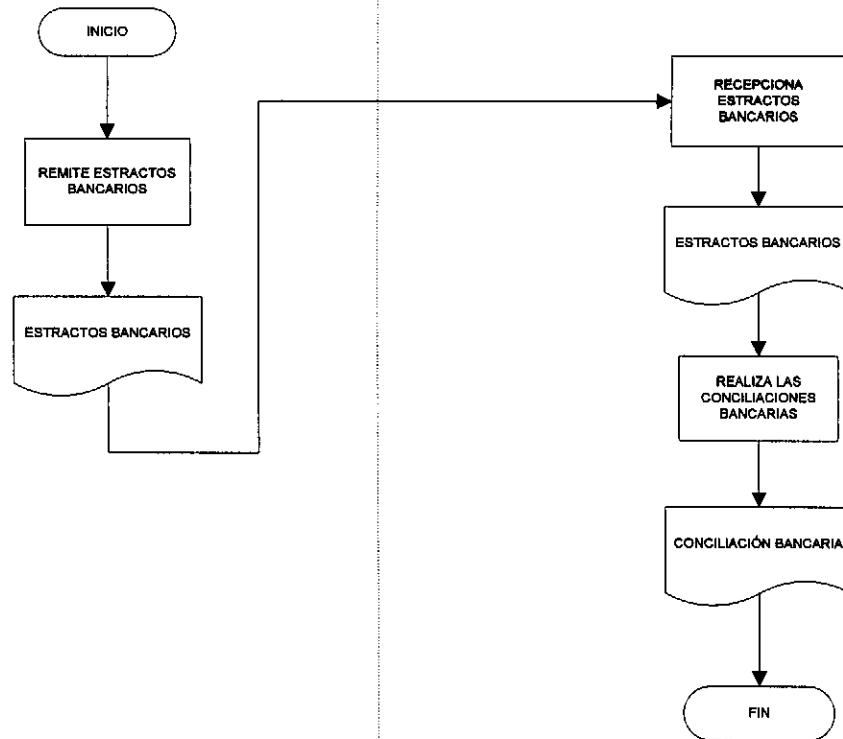 INICIO
REMITE ESTRACTOS
BANCARIOS
ESTRACTOS BANCARIOS
RECEPCIONA
ESTRACTOS
BANCARIOS
ESTRACTOS BANCARIOS
REALIZA LAS
CONCILIACIONES
BANCARIAS
CONCILIACIÓN BANCARIA
FIN